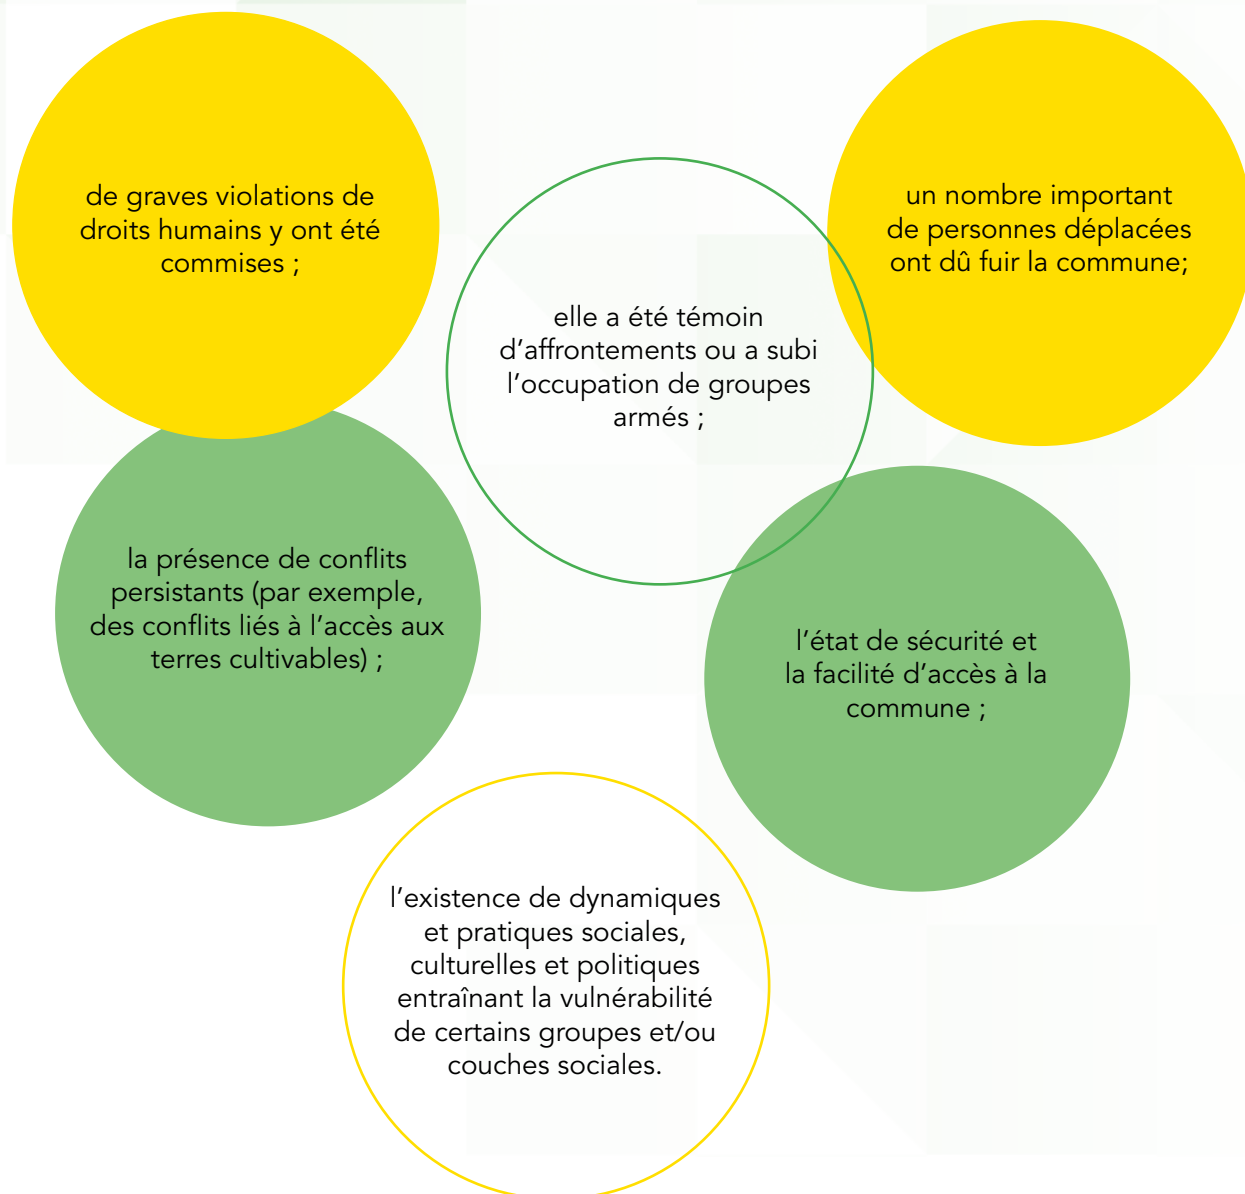 de graves violations de
droits humains y ont été
commises ;
elle a été témoin
d’affrontements ou a subi
l’occupation de groupes
armés ;
un nombre important
de personnes déplacées
ont dû fuir la commune;
la présence de conflits
persistants (par exemple,
des conflits liés à l’accès aux
terres cultivables) ;
l’état de sécurité et
la facilité d’accès à la
commune ;
l’existence de dynamiques
et pratiques sociales,
culturelles et politiques
entraînant la vulnérabilité
de certains groupes et/ou
couches sociales.